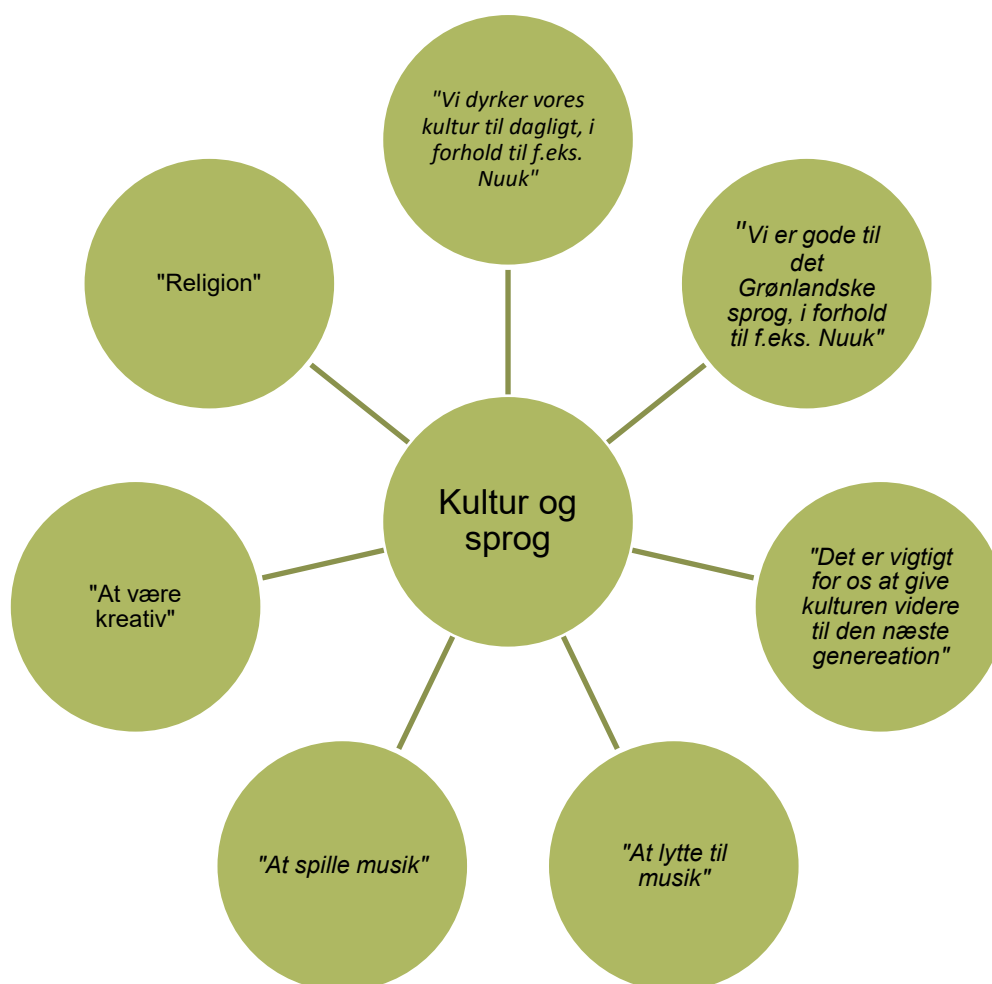 "Vi dyrker vores
kultur til dagligt, i
forhold til f.eks.
Nuuk"
"Vi er gode til
det
Grønlandske
sprog, i forhold
til f.eks. Nuuk"
"Det er vigtigt
for os at give
kulturen videre
til den næste
genereation"
"At lytte til
musik"
"At spille musik"
"At være
kreativ"
"Religion"
Kultur og
sprog